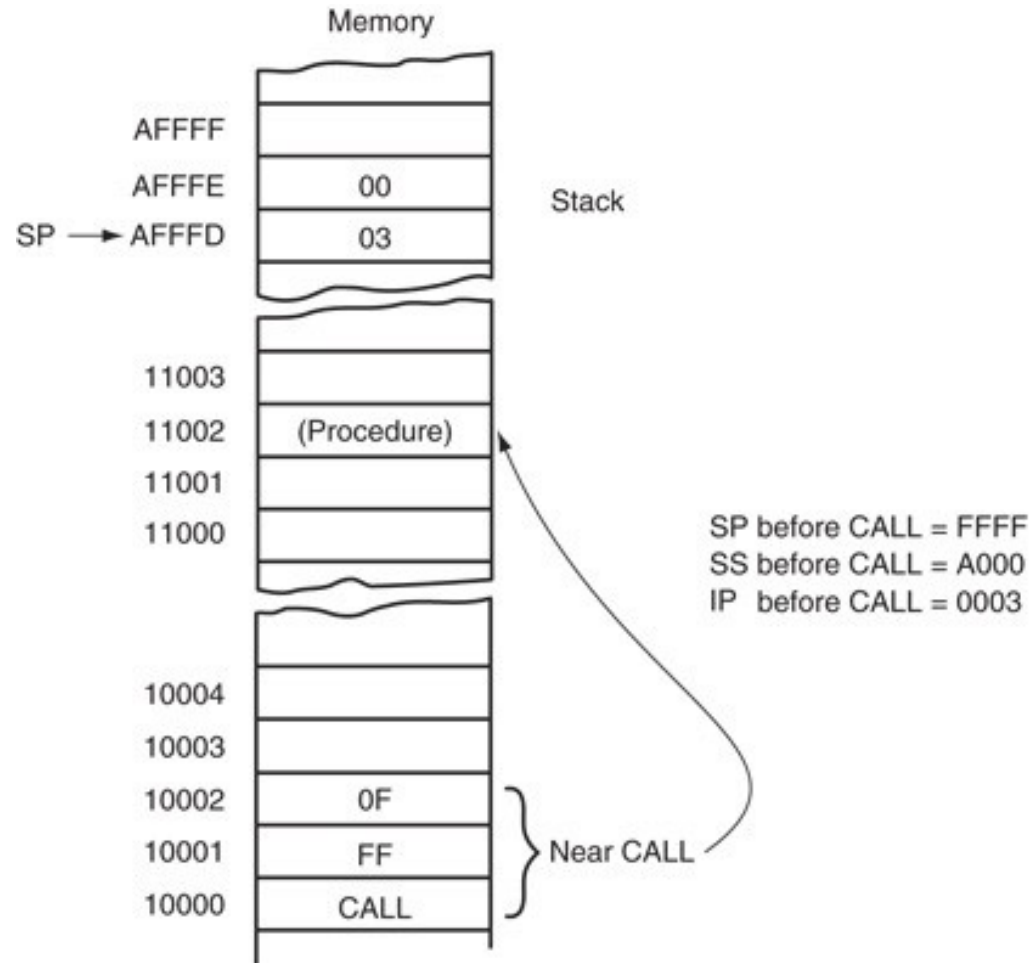 Memory
AFFFF
AFFFE 00
Stack
SP AFFFD 03
11003
11002 (Procedure)
11001
11000
SP before CALL = FFFF
SS before CALL = A000
IP before CALL = 0003
10004
10003
10002 0F
10001 FF
Near CALL
10000 CALL